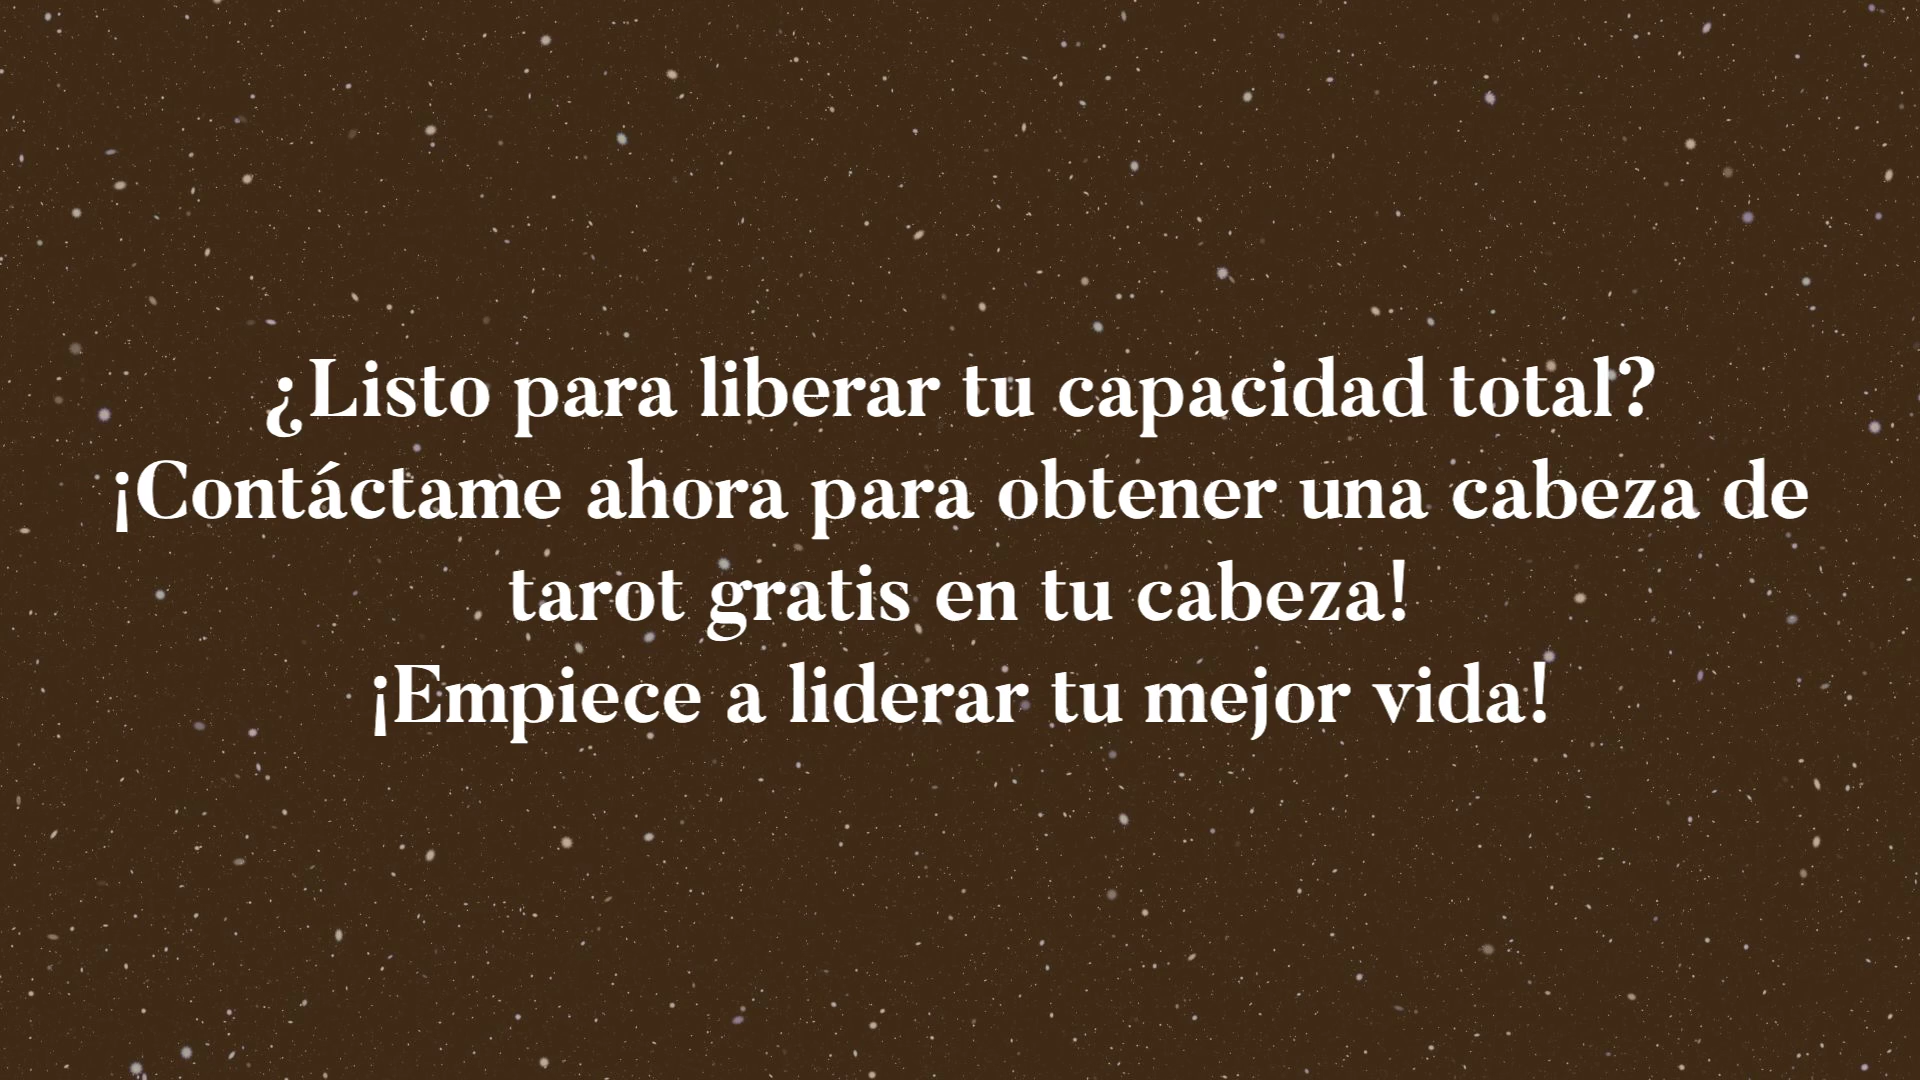 ¿Listo para liberar tu capacidad total?
¡Contáctame ahora para obtener una cabeza de
tarot gratis en tu cabeza!
¡Empiece a liderar tu mejor vida!